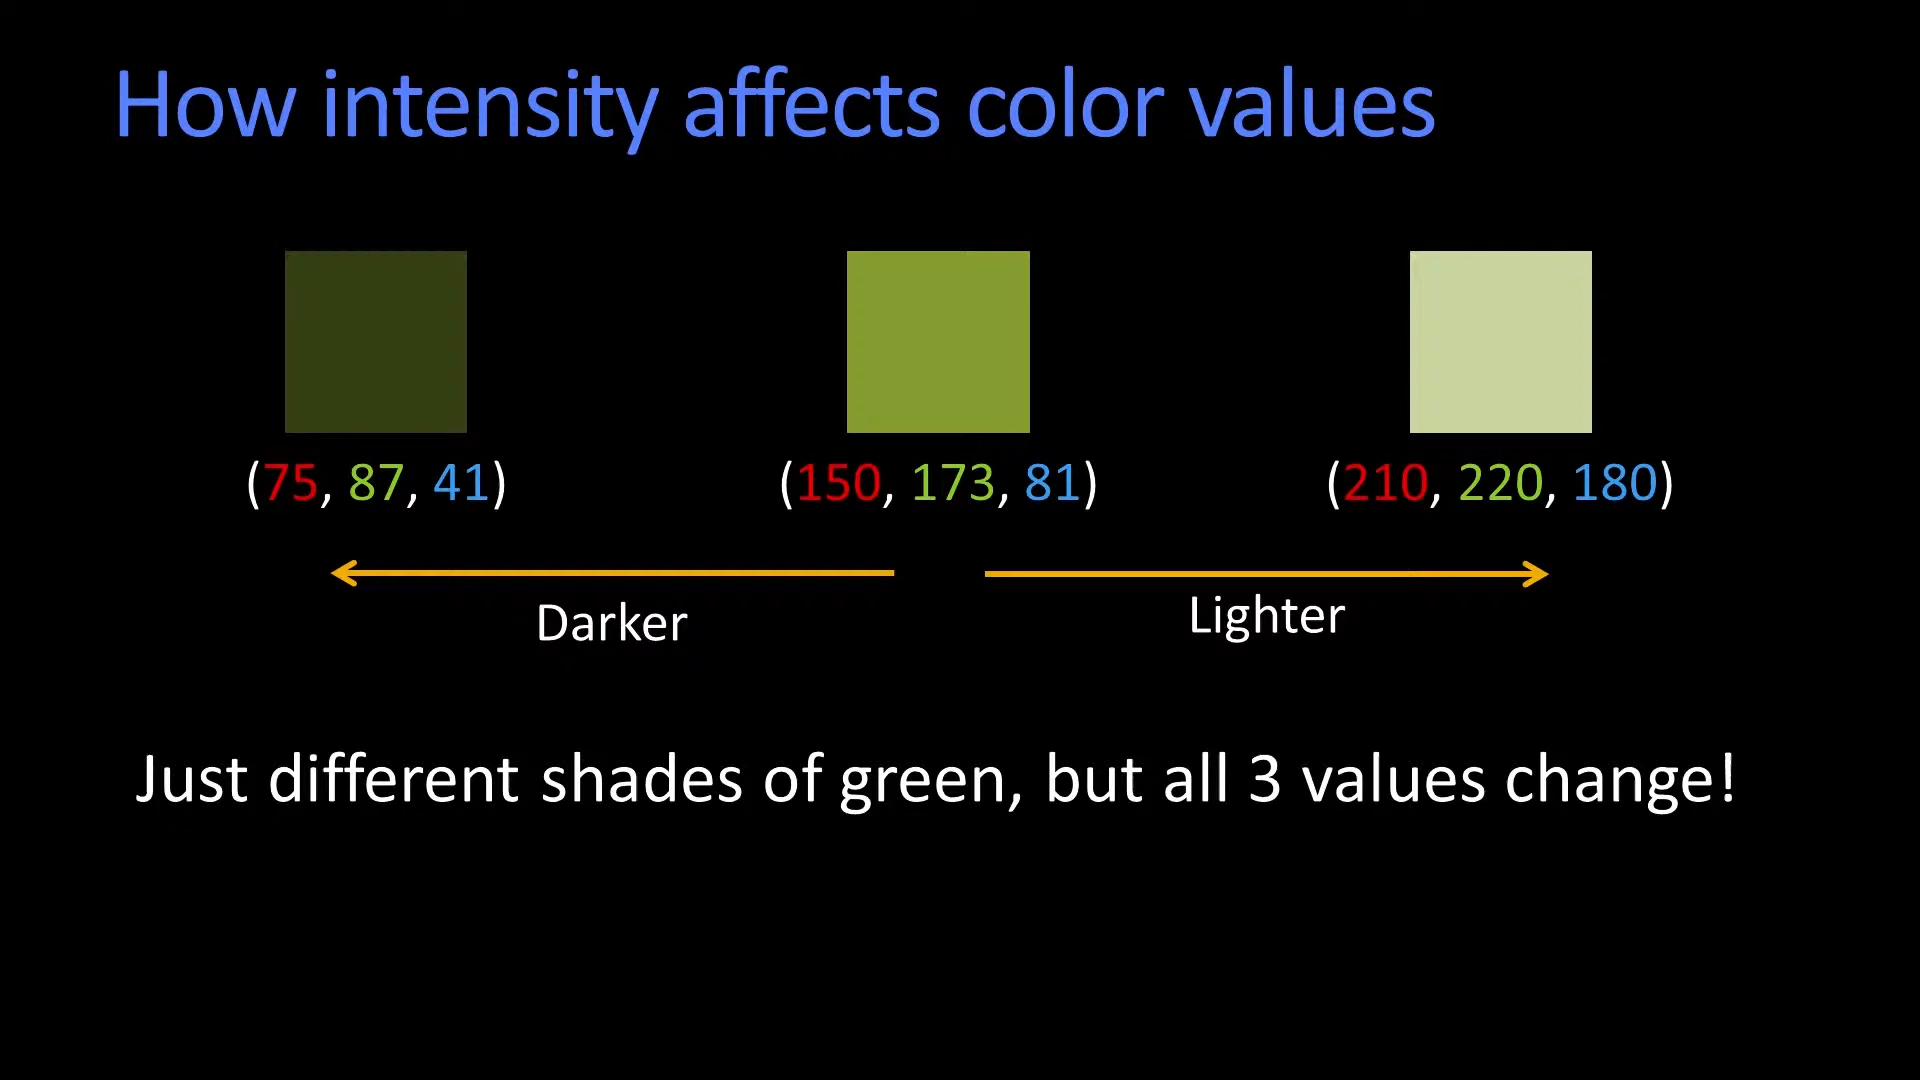 How intensity affects color values
(75, 87, 41)
(150, 173, 81)
(210, 220, 180)
Darker
Lighter
Just different shades of green, but all 3 values change!